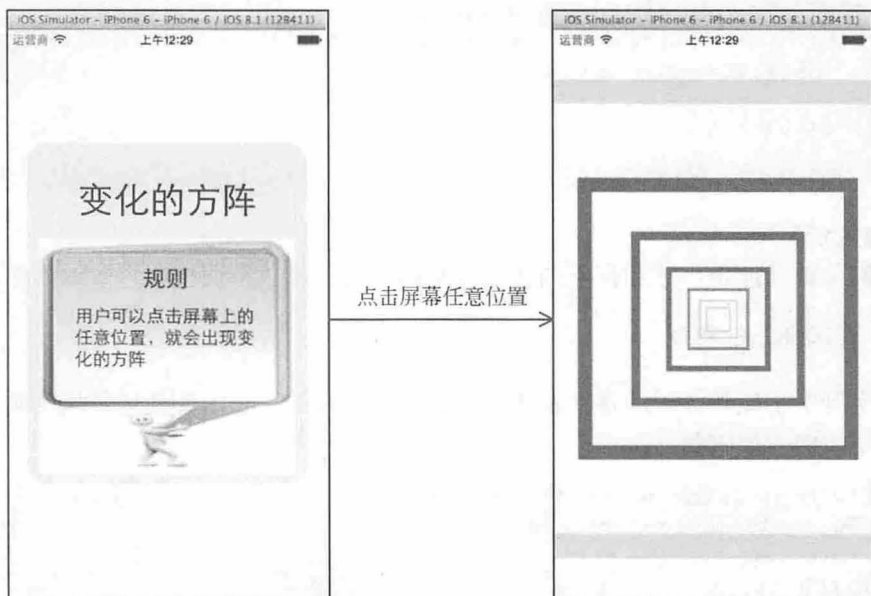 iOS Simulator - iPhone 6 - iPhone 6 / iOS 8.1 (12B411)
运营商
上午12:29
变化的方阵
规则
用户可以点击屏幕上的
任意位置，就会出现变
化的方阵
点击屏幕任意位置
iOS Simulator - iPhone 6 - iPhone 6 / iOS 8.1 (12B411)
运营商
上午12:29